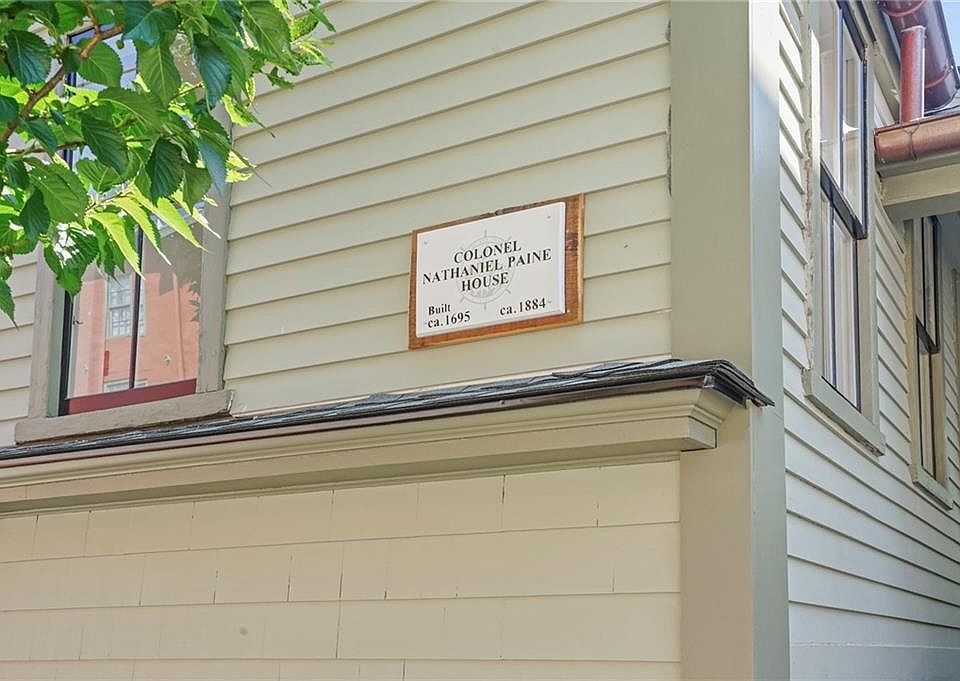 COLONEL
NATHANIEL PAINE
HOUSE
Built
~ca.1695 ca.1884~